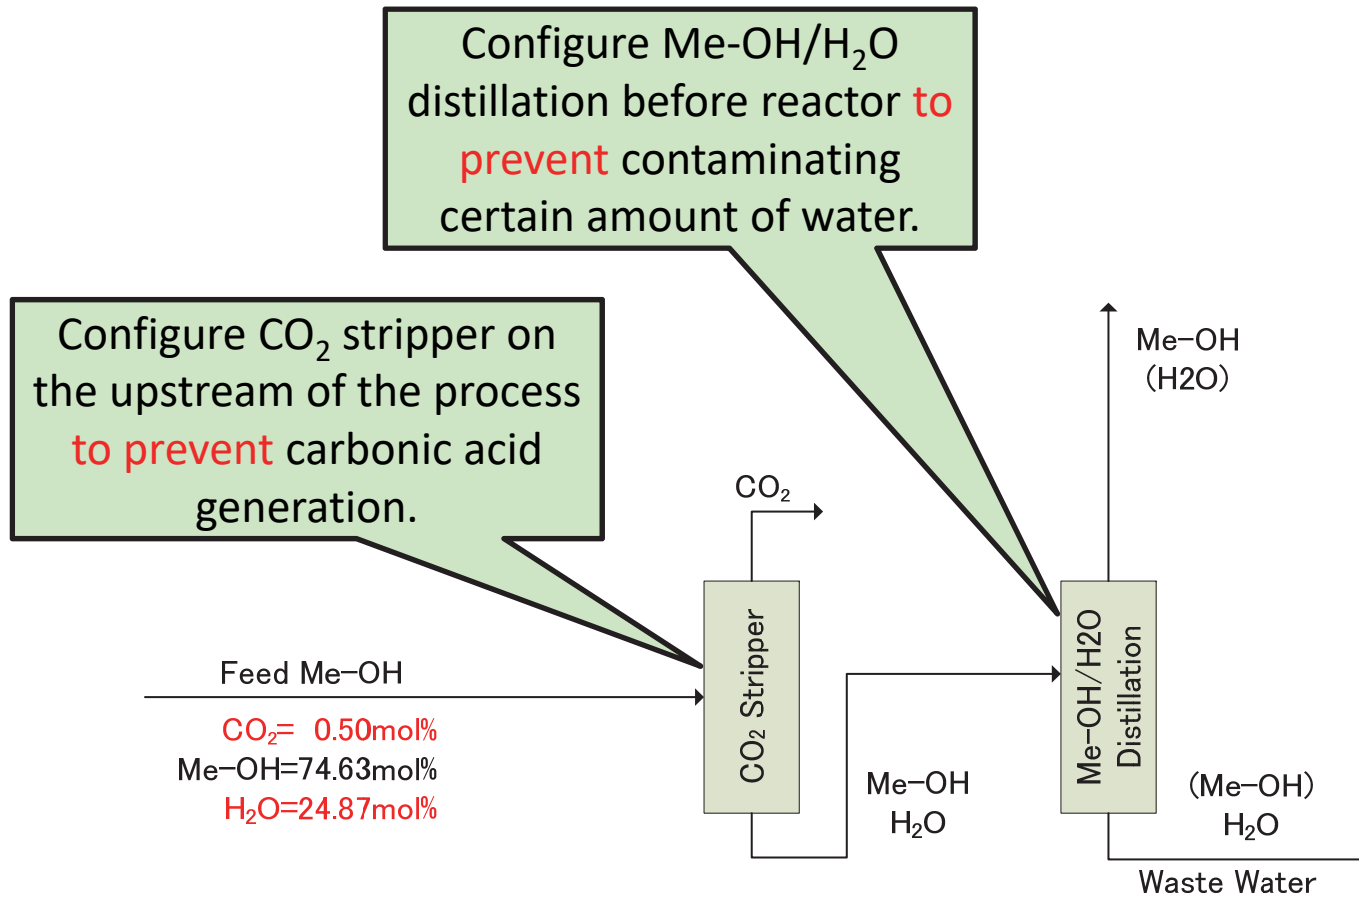 Configure Me-OH/H₂O
distillation before reactor to
prevent contaminating
certain amount of water.
Configure CO₂ stripper on
the upstream of the process
to prevent carbonic acid
generation.
Me-OH
(H2O)
CO₂
Feed Me-OH
CO₂= 0.50mol%
Me-OH=74.63mol%
H₂O=24.87mol%
CO₂ Stripper
Me-OH
H₂O
Me-OH/H2O
Distillation
(Me-OH)
H₂O
Waste Water